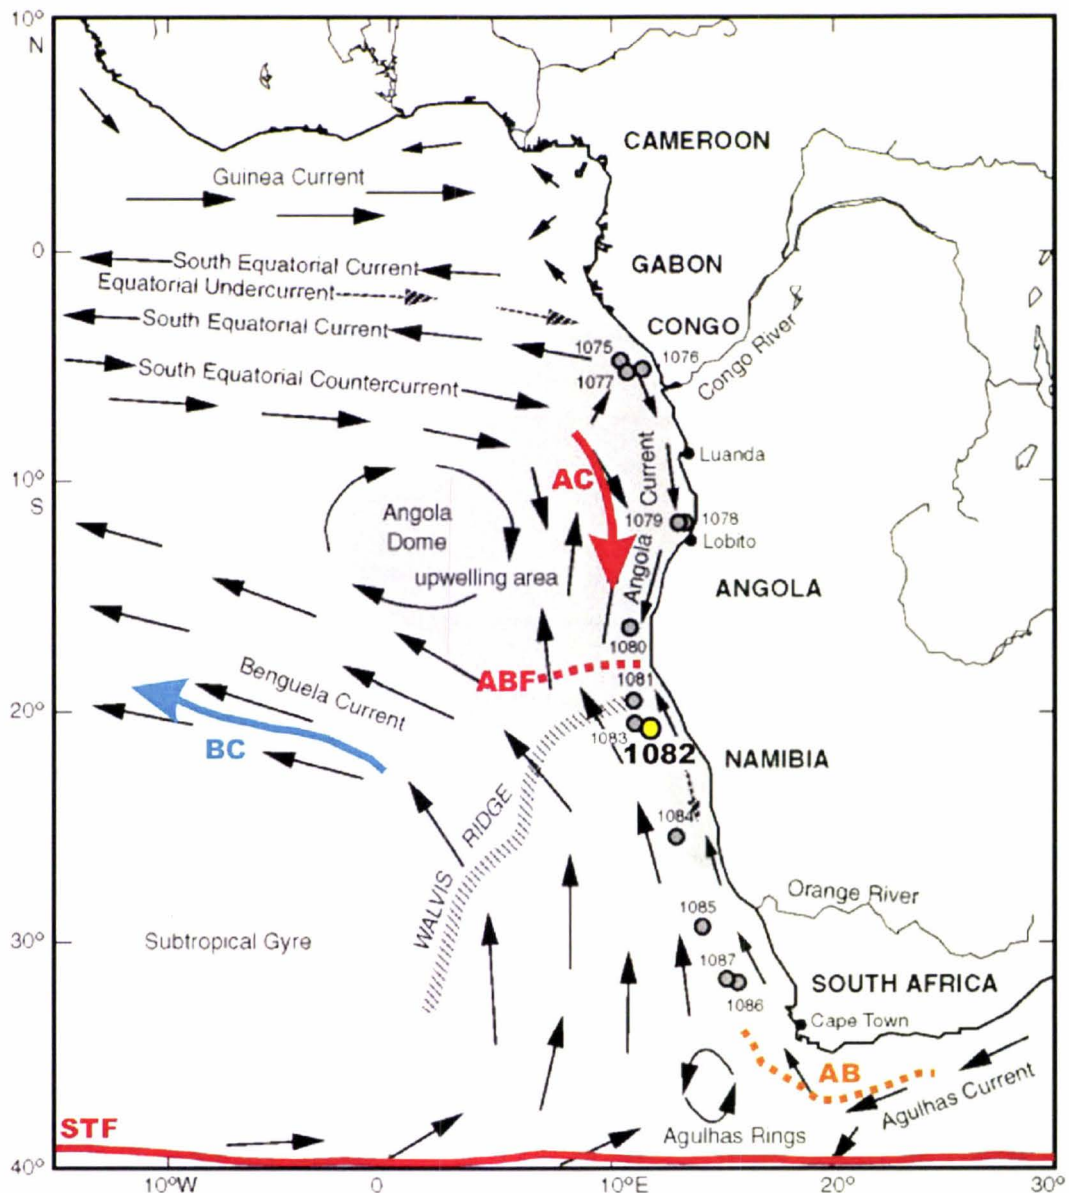 10°
N
CAMEROON
Guinea Current
0
South Equatorial Current
GABON
Equatorial Undercurrent
CONGO
South Equatorial Current
1075
1076
Congo River
1077
South Equatorial Countercurrent
Luanda
10°
S
AC
Angola Current
Angola
Dome
1079
1078
Lobito
Angola Current
upwelling area
ANGOLA
1080
ABF
1081
Benguela Current
20°
BC
1083
1082
NAMIBIA
WALVIS RIDGE
1084
Orange River
1085
30°
Subtropical Gyre
1087
SOUTH AFRICA
1086
Cape Town
AB
Agulhas Current
STF
Agulhas Rings
40°
10°W
0
10°E
20°
30°